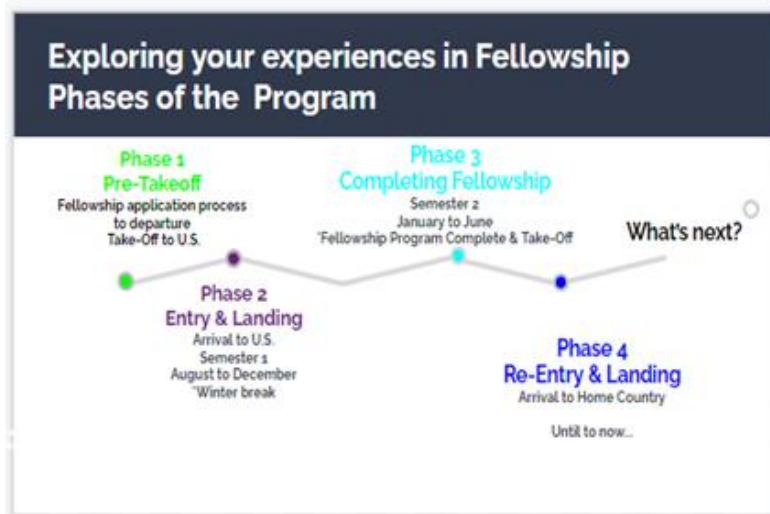 Exploring your experiences in Fellowship
Phases of the Program
Phase 1
Pre-Takeoff
Fellowship application process
to departure
Take-Off to U.S.
Phase 2
Entry & Landing
Arrival to U.S.
Semester 1
August to December
*Winter break
Phase 3
Completing Fellowship
Semester 2
January to June
*Fellowship Program Complete & Take-Off
Phase 4
Re-Entry & Landing
Arrival to Home Country
Until to now...
What's next?